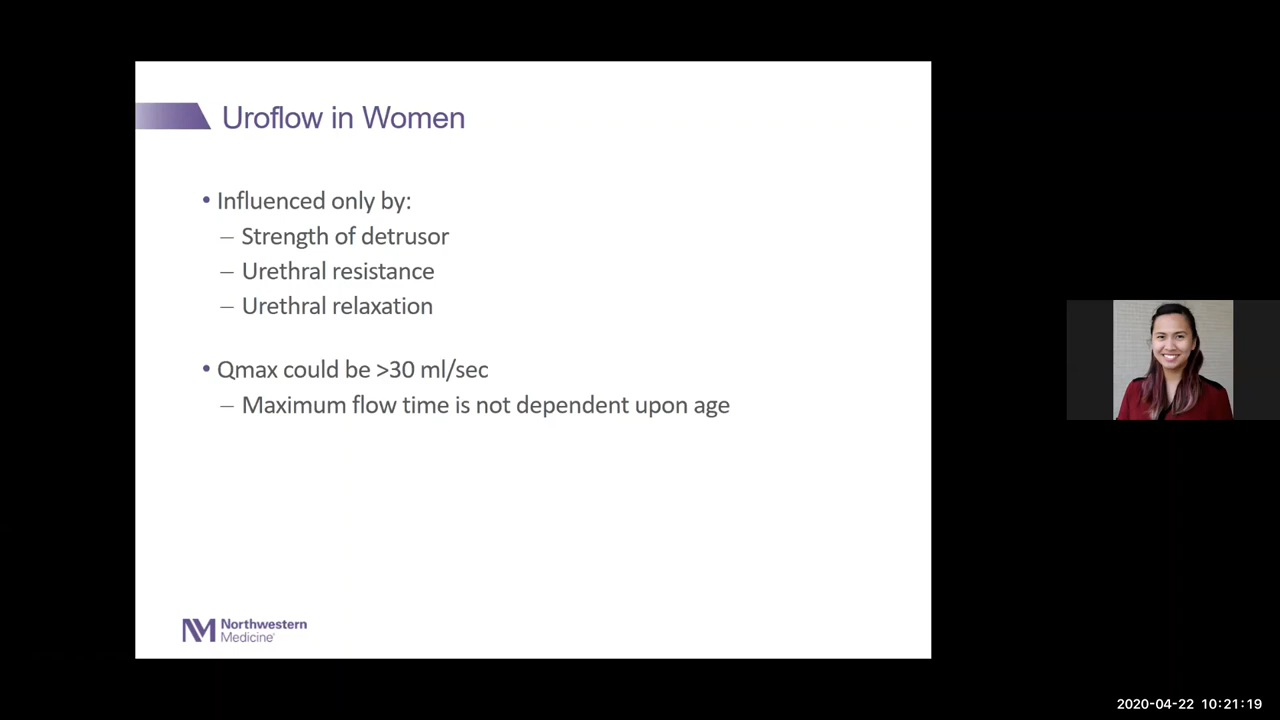 Uroflow in Women
• Influenced only by:
– Strength of detrusor
– Urethral resistance
– Urethral relaxation
• Qmax could be >30 ml/sec
– Maximum flow time is not dependent upon age
NM Northwestern
Medicine®
2020-04-22 10:21:19